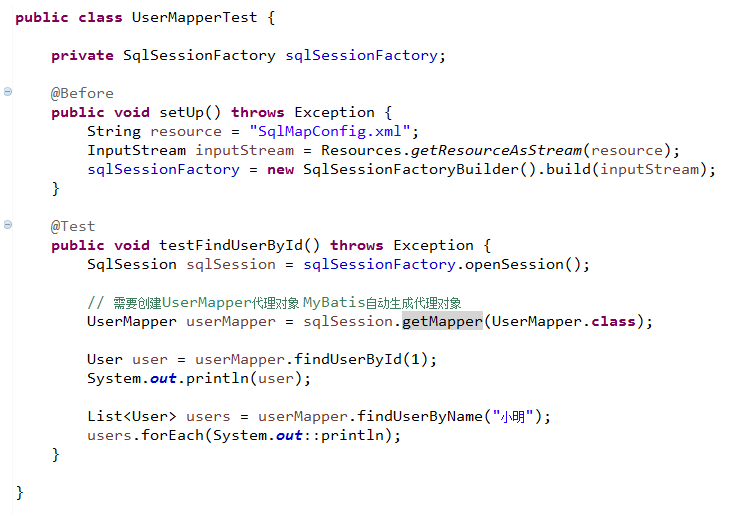 public class UserMapperTest {
private SqlSessionFactory sqlSessionFactory;
@Before
public void setUp() throws Exception {
String resource = "SqlMapConfig.xml";
InputStream inputStream = Resources.getResourceAsStream(resource);
sqlSessionFactory = new SqlSessionFactoryBuilder().build(inputStream);
}
@Test
public void testFindUserById() throws Exception {
SqlSession sqlSession = sqlSessionFactory.openSession();
// 需要创建UserMapper代理对象 MyBatis自动生成代理对象
UserMapper userMapper = sqlSession.getMapper(UserMapper.class);
User user = userMapper.findUserById(1);
System.out.println(user);
List<User> users = userMapper.findUserByName("小明");
users.forEach(System.out::println);
}
}